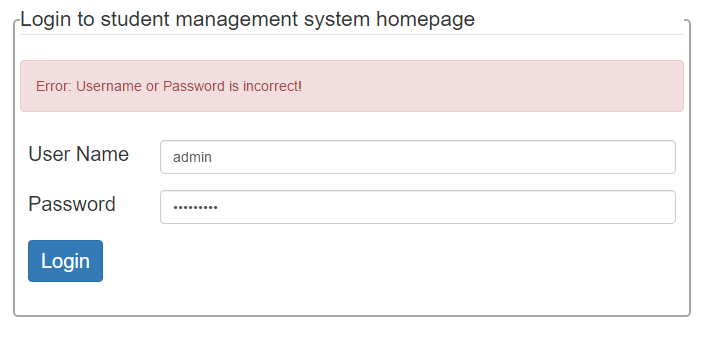 Login to student management system homepage
Error: Username or Password is incorrect!
User Name admin
Password •••••••••
Login